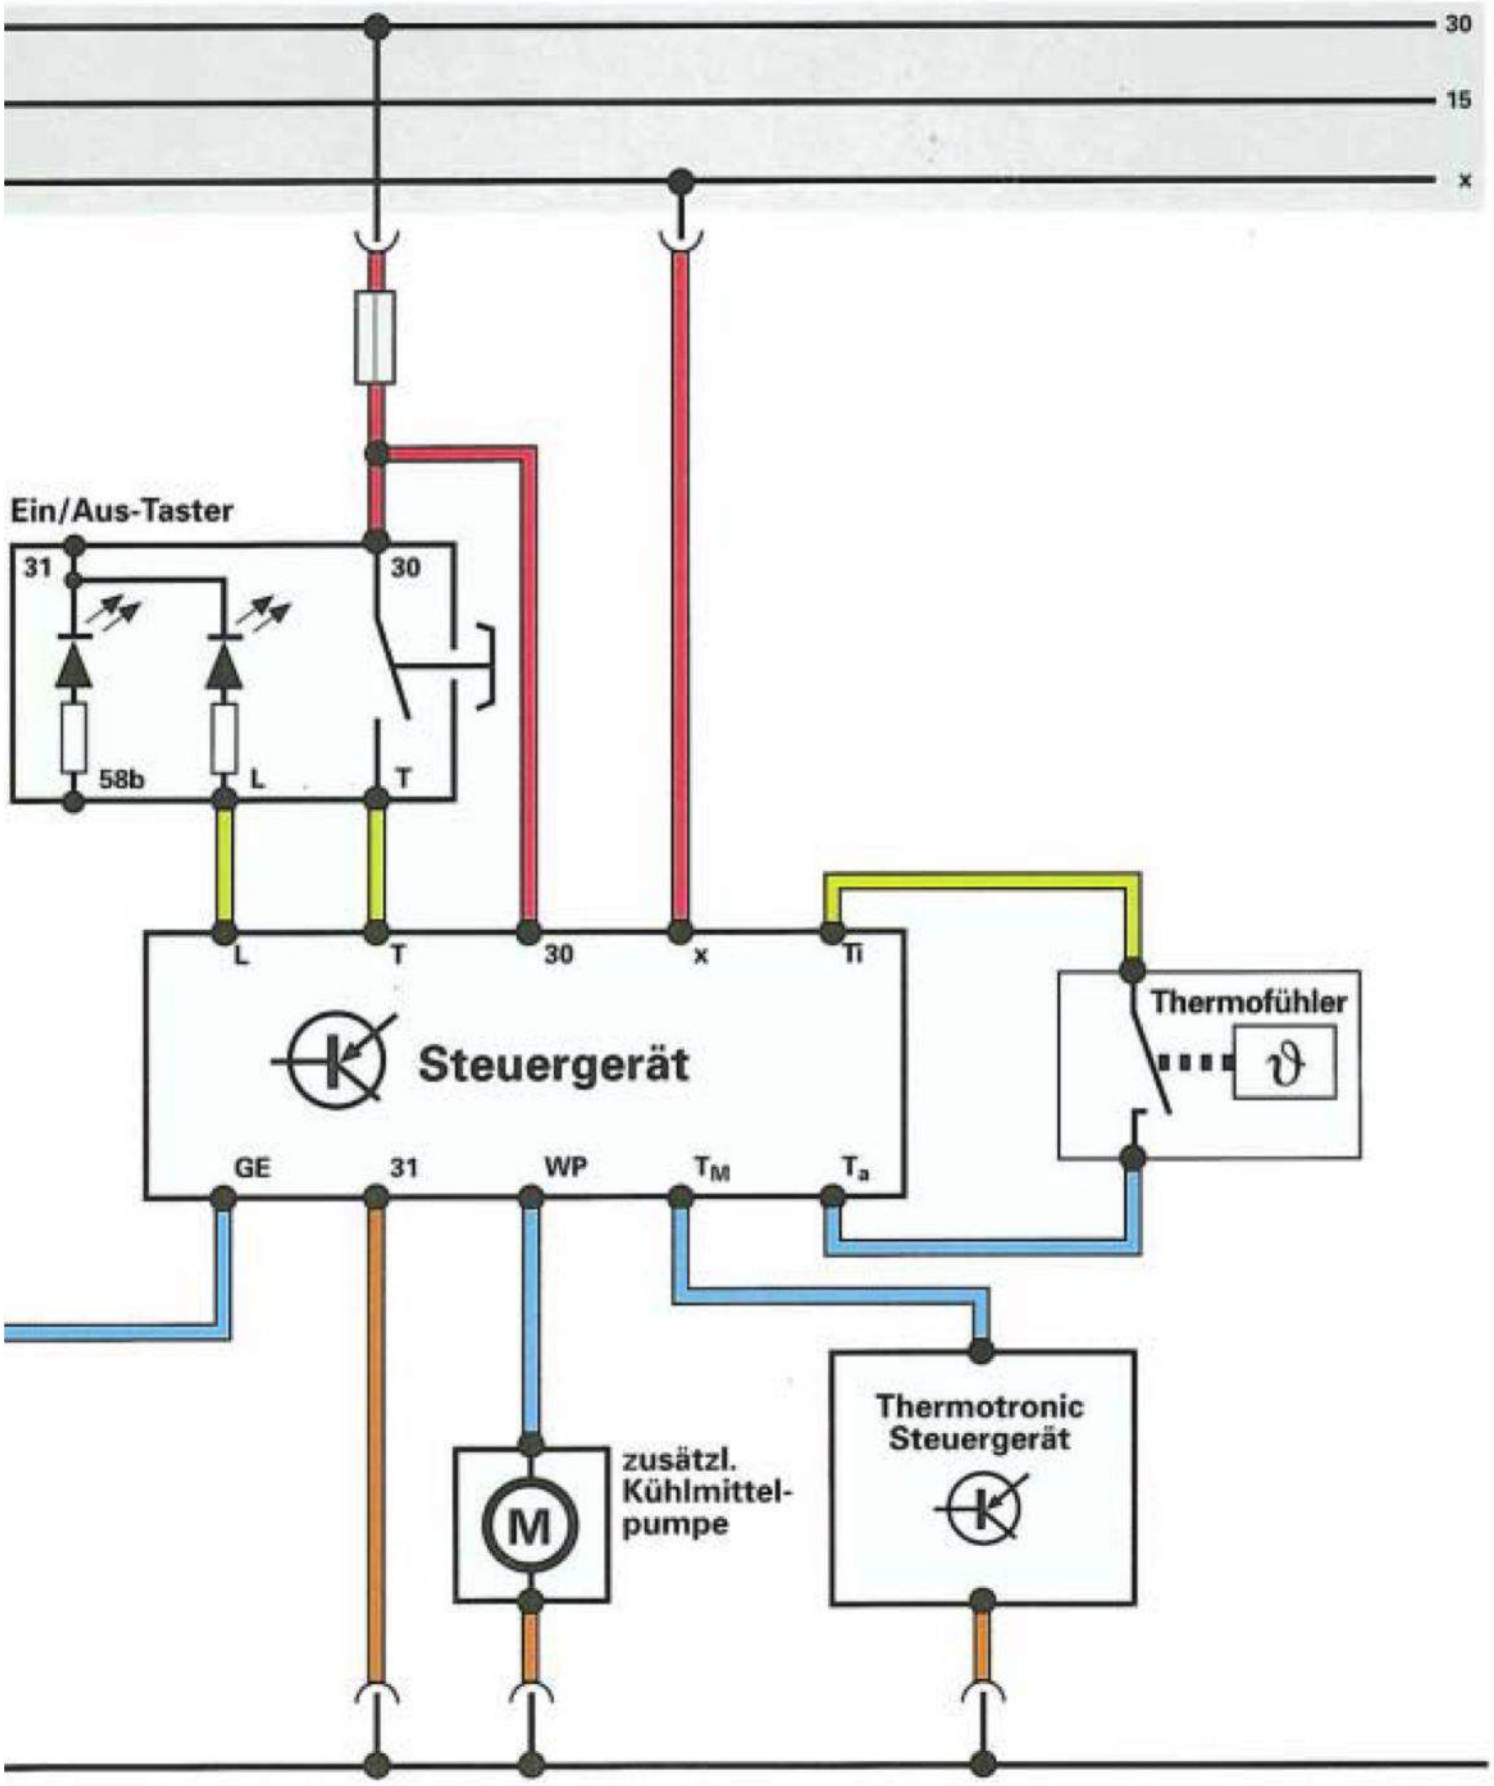 30
15
x
Ein/Aus-Taster
31
30
58b
L
T
L
T
30
x
Ti
Thermofühler
ϑ
Steuergerät
GE
31
WP
TM
Ta
Thermotronic
Steuergerät
zusätzl.
Kühlmittel-
pumpe
M